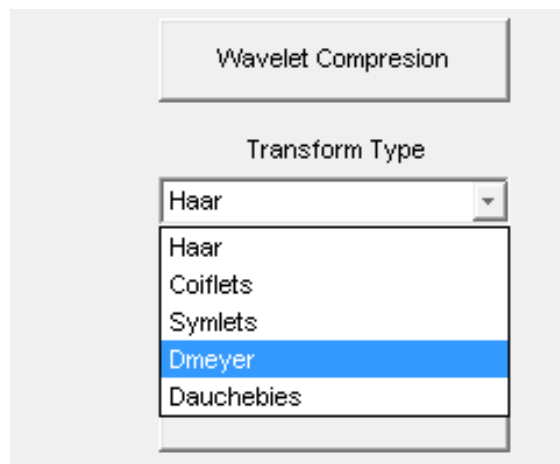 Wavelet Compresion
Transform Type
Haar
Haar
Coiflets
Symlets
Dmeyer
Dauchebies